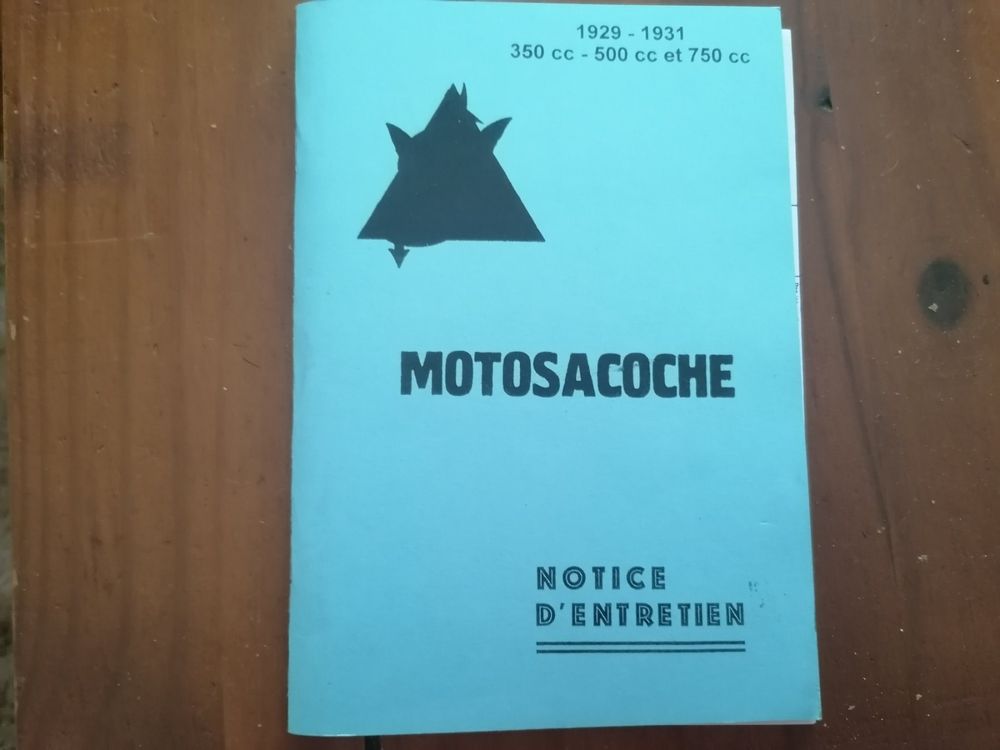 1929 - 1931
350 cc - 500 cc et 750 cc
MOTOSACOCHE
NOTICE
D'ENTRETIEN